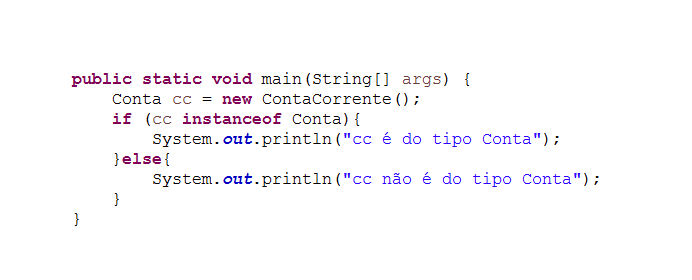 public static void main(String[] args) {
    Conta cc = new ContaCorrente();
    if (cc instanceof Conta){
        System.out.println("cc é do tipo Conta");
    }else{
        System.out.println("cc não é do tipo Conta");
    }
}